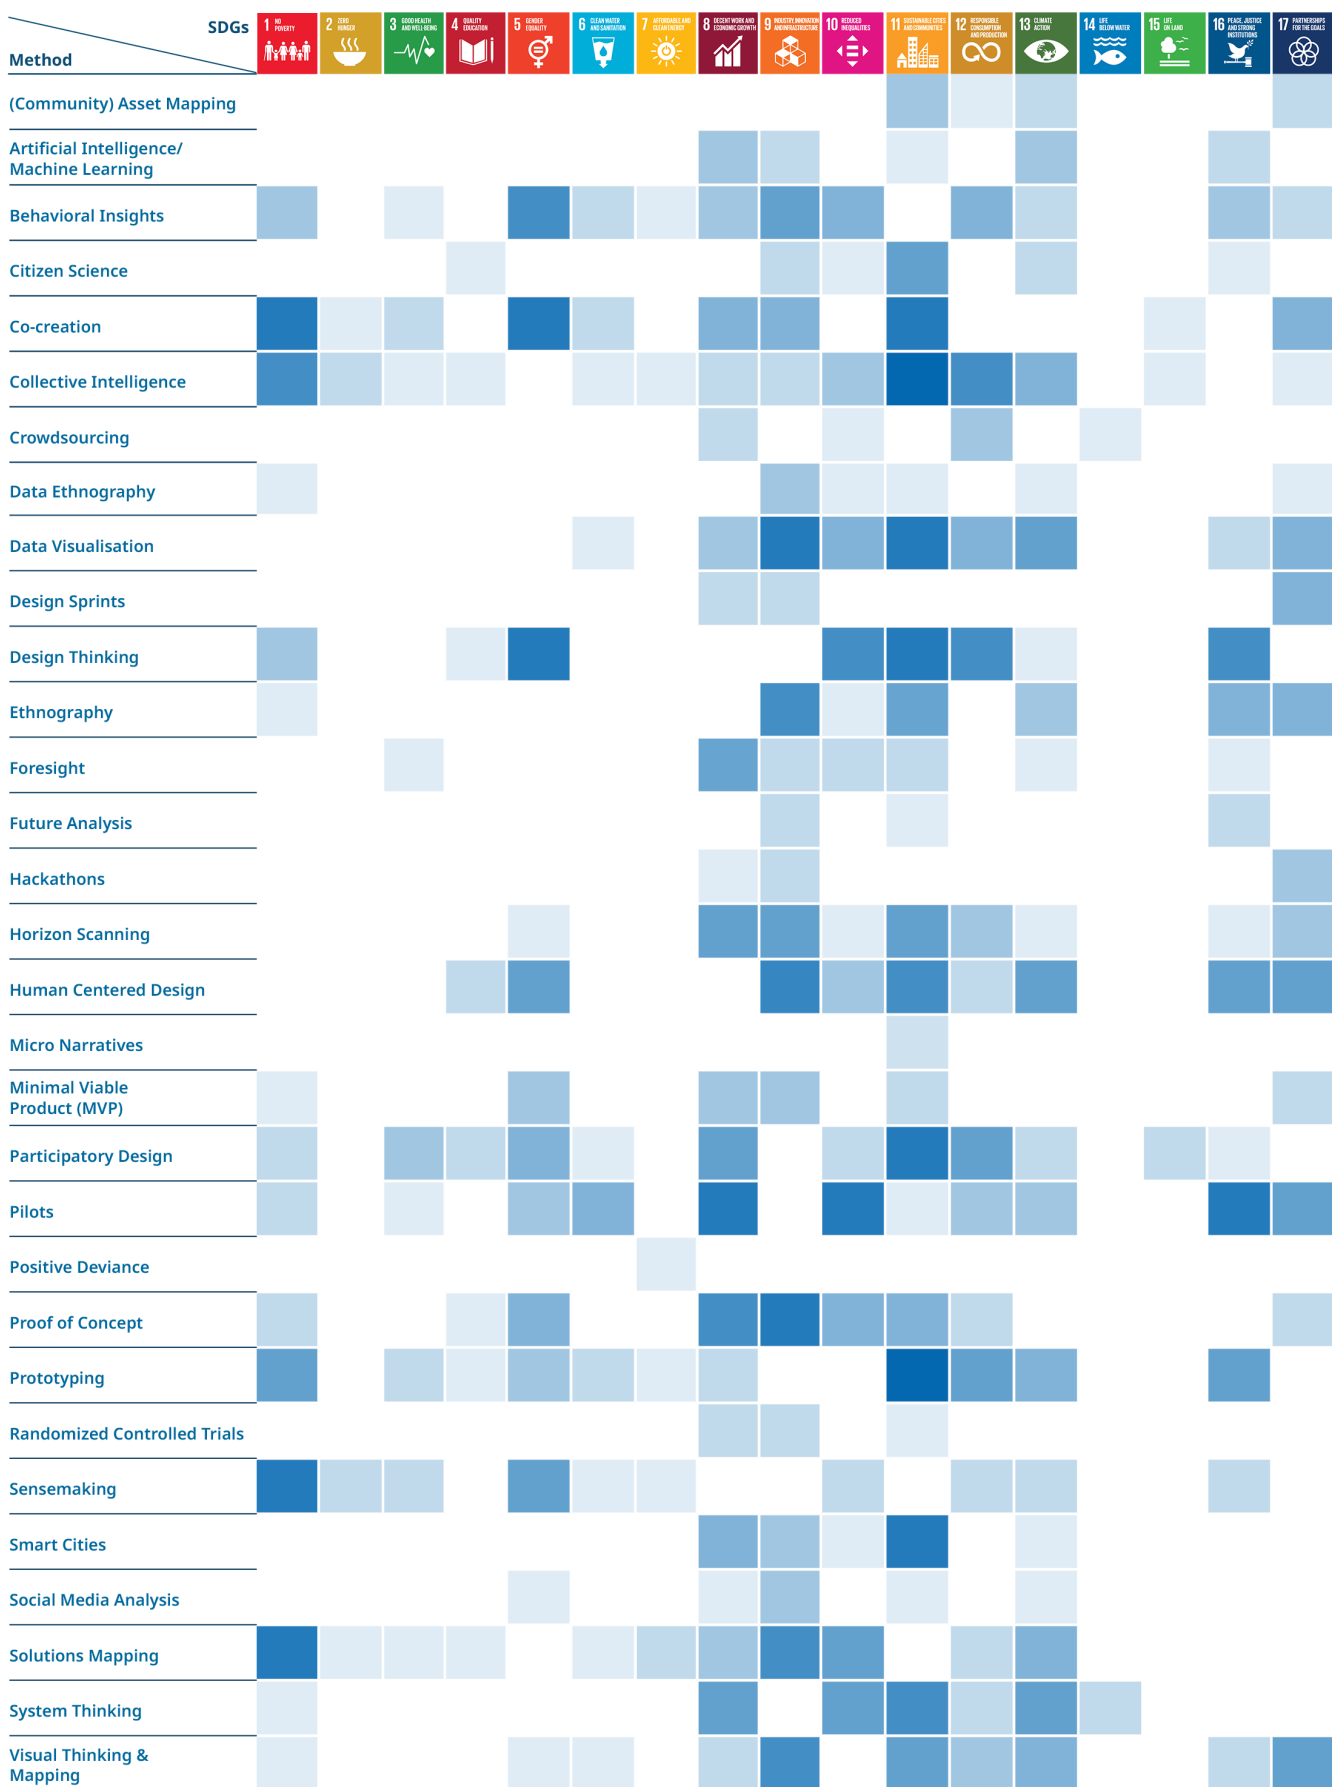 SDGs
Method
1 NO
POVERTY
2 ZERO
HUNGER
3 GOOD HEALTH
AND WELL-BEING
4 QUALITY
EDUCATION
5 GENDER
EQUALITY
6 CLEAN WATER
AND SANITATION
7 AFFORDABLE AND
CLEAN ENERGY
8 DECENT WORK AND
ECONOMIC GROWTH
9 INDUSTRY, INNOVATION
AND INFRASTRUCTURE
10 REDUCED
INEQUALITIES
11 SUSTAINABLE CITIES
AND COMMUNITIES
12 RESPONSIBLE
CONSUMPTION
AND PRODUCTION
13 CLIMATE
ACTION
14 LIFE
BELOW WATER
15 LIFE
ON LAND
16 PEACE, JUSTICE
AND STRONG
INSTITUTIONS
17 PARTNERSHIPS
FOR THE GOALS
(Community) Asset Mapping
Artificial Intelligence/
Machine Learning
Behavioral Insights
Citizen Science
Co-creation
Collective Intelligence
Crowdsourcing
Data Ethnography
Data Visualisation
Design Sprints
Design Thinking
Ethnography
Foresight
Future Analysis
Hackathons
Horizon Scanning
Human Centered Design
Micro Narratives
Minimal Viable
Product (MVP)
Participatory Design
Pilots
Positive Deviance
Proof of Concept
Prototyping
Randomized Controlled Trials
Sensemaking
Smart Cities
Social Media Analysis
Solutions Mapping
System Thinking
Visual Thinking &
Mapping